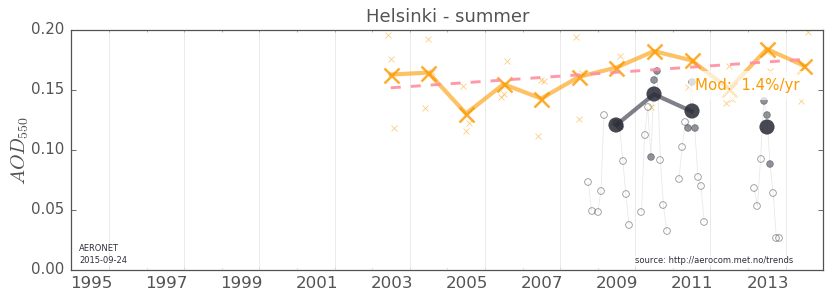 Helsinki - summer
0.20
0.15
0.10
0.05
0.00
AOD550
Mod: 1.4%/yr
AERONET
2015-09-24
source: http://aerocom.met.no/trends
1995 1997 1999 2001 2003 2005 2007 2009 2011 2013